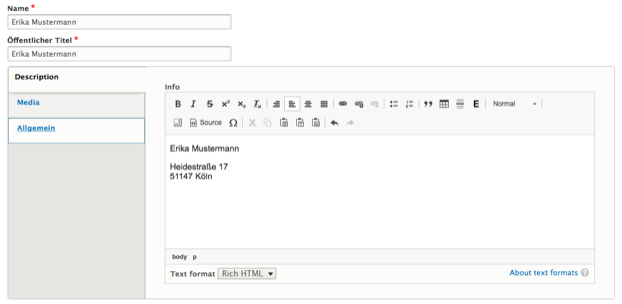 Name *
Erika Mustermann
Öffentlicher Titel *
Erika Mustermann
Description
Media
Allgemein
Info
B I S x² x₂ Tx E Normal
Source Ω
Erika Mustermann
Heidestraße 17
51147 Köln
body p
Text format Rich HTML
About text formats ?